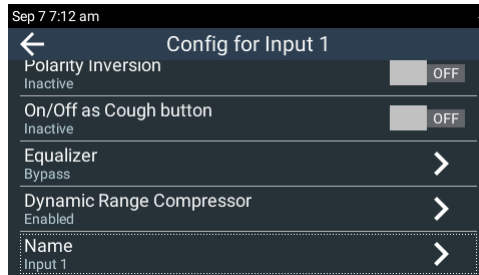 Sep 7 7:12 am
Config for Input 1
Polarity Inversion
Inactive
OFF
On/Off as Cough button
Inactive
OFF
Equalizer
Bypass
Dynamic Range Compressor
Enabled
Name
Input 1